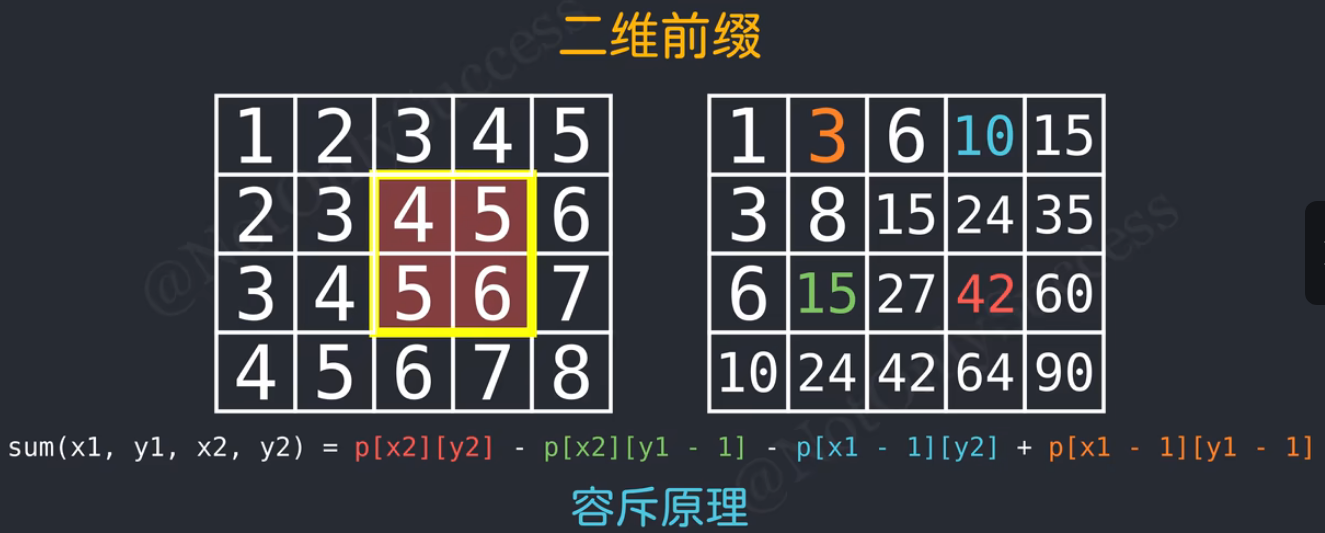 二维前缀
1 2 3 4 5
2 3 4 5 6
3 4 5 6 7
4 5 6 7 8
1 3 6 10 15
3 8 15 24 35
6 15 27 42 60
10 24 42 64 90
sum(x1, y1, x2, y2) = p[x2][y2] - p[x2][y1 - 1] - p[x1 - 1][y2] + p[x1 - 1][y1 - 1]
容斥原理
@NotOnlySuccess
@NotOnlySuccess